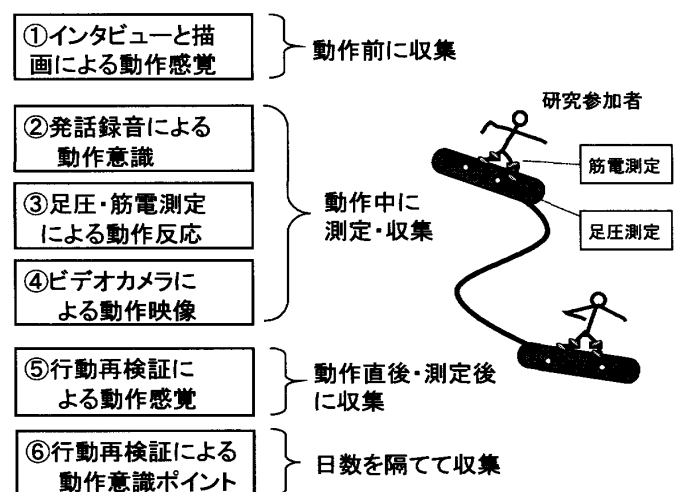 ①インタビューと描
画による動作感覚
動作前に収集
②発話録音による
動作意識
③足圧・筋電測定
による動作反応
④ビデオカメラに
よる動作映像
動作中に
測定・収集
⑤行動再検証に
よる動作感覚
動作直後・測定後
に収集
⑥行動再検証による
動作意識ポイント
日数を隔てて収集
研究参加者
筋電測定
足圧測定